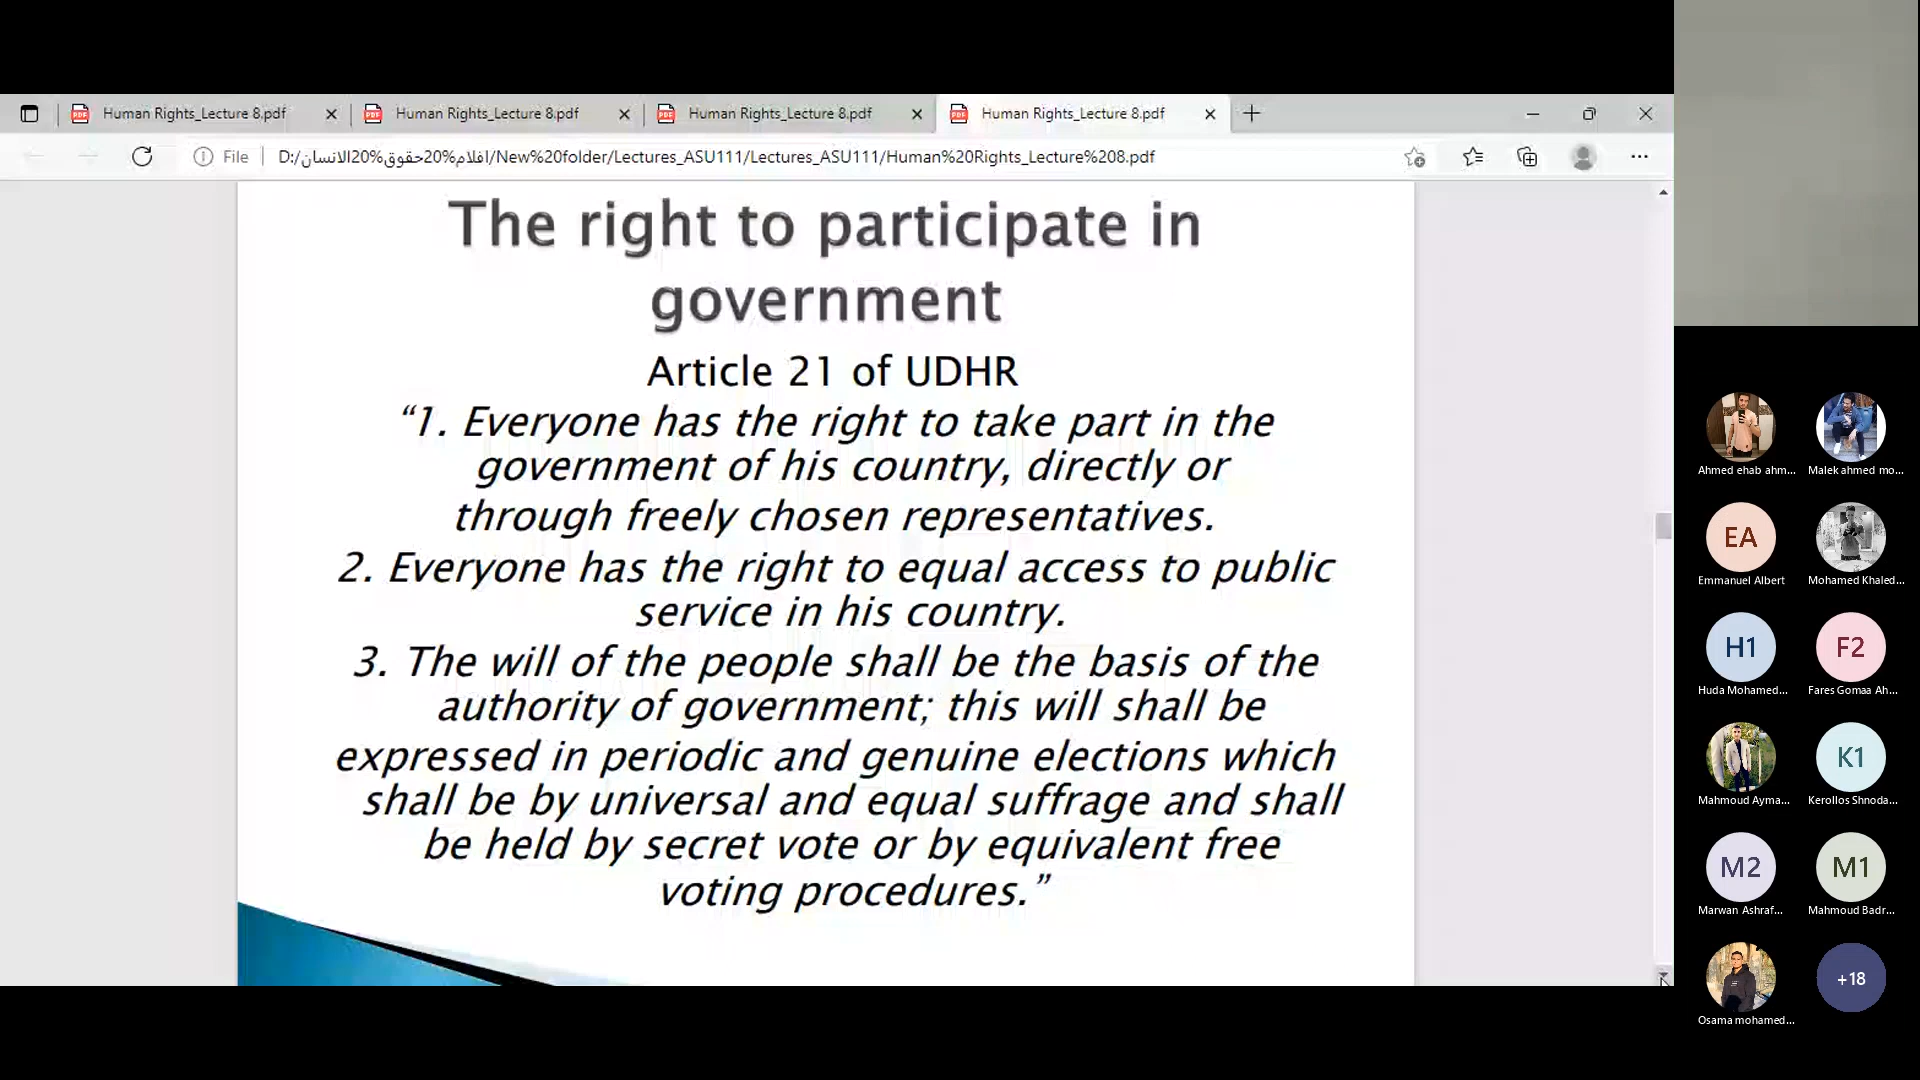 Human Rights_Lecture 8.pdf
Human Rights_Lecture 8.pdf
Human Rights_Lecture 8.pdf
Human Rights_Lecture 8.pdf
File
D:/افلام%20حقوق%20الانسان/New%20folder/Lectures_ASU111/Lectures_ASU111/Human%20Rights_Lecture%208.pdf
The right to participate in
government
Article 21 of UDHR
“1. Everyone has the right to take part in the
government of his country, directly or
through freely chosen representatives.
2. Everyone has the right to equal access to public
service in his country.
3. The will of the people shall be the basis of the
authority of government; this will shall be
expressed in periodic and genuine elections which
shall be by universal and equal suffrage and shall
be held by secret vote or by equivalent free
voting procedures.”
Ahmed ehab ahm...
Malek ahmed mo...
EA
Emmanuel Albert
Mohamed Khaled...
H1
Huda Mohamed...
F2
Fares Gomaa Ah...
Mahmoud Ayma...
K1
Kerollos Shnoda...
M2
Marwan Ashraf...
M1
Mahmoud Badr...
Osama mohamed...
+18